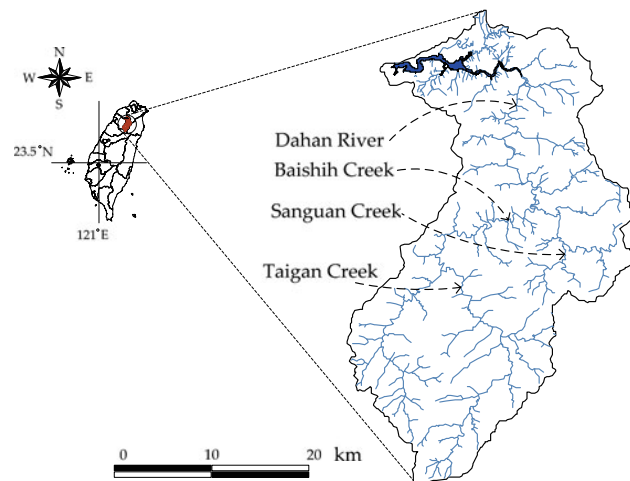 N
W E
S
23.5°N
121°E
Dahan River
Baishih Creek
Sanguan Creek
Taigan Creek
0 10 20 km